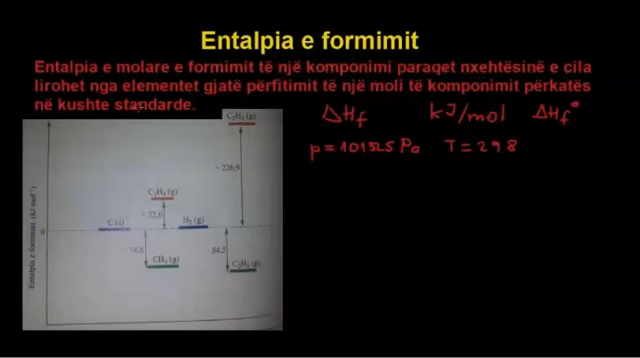 Entalpia e formimit
Entalpia e molare e formimit të një komponimi paraqet nxehtësinë e cila
lirohet nga elementet gjatë përfitimit të një moli të komponimit përkatës
në kushte standarde.
ΔHf kJ/mol ΔHf°
p = 101325 Pa T = 298
C₂H₂ (g)
~ 226,9
C₂H₄ (g)
~ 52,0
H₂ (g)
0
-74,8
-84,5
CH₄ (g)
C₂H₆ (g)
Entalpia e formimit (kJ mol⁻¹)